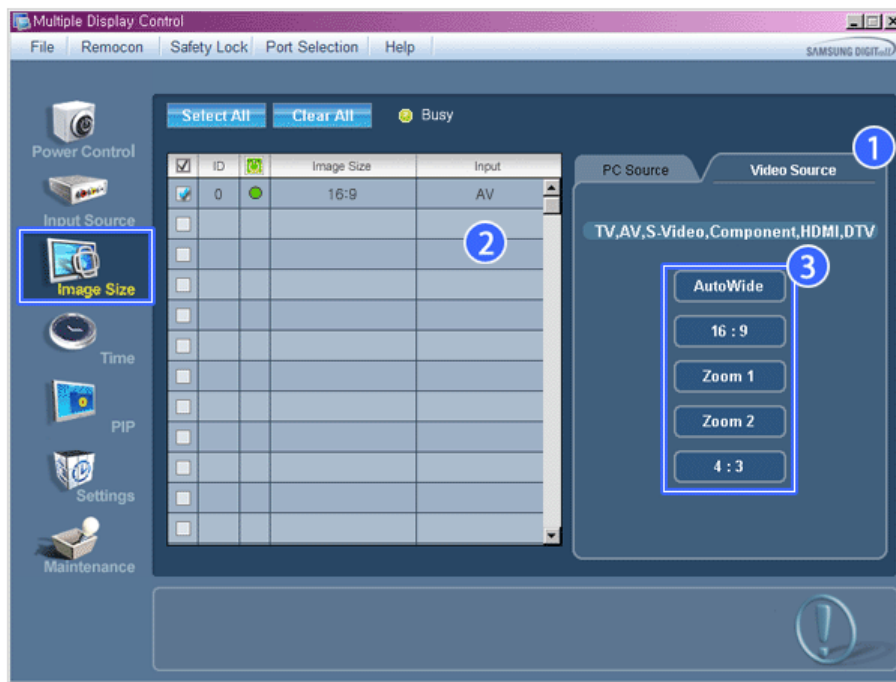 Multiple Display Control
File Remocon Safety Lock Port Selection Help
SAMSUNG DIGITall
Select All Clear All Busy
Power Control
Input Source
Image Size
Time
PIP
Settings
Maintenance
ID Image Size Input
0 16:9 AV
2
1
PC Source Video Source
TV,AV,S-Video,Component,HDMI,DTV
3
AutoWide
16 : 9
Zoom 1
Zoom 2
4 : 3